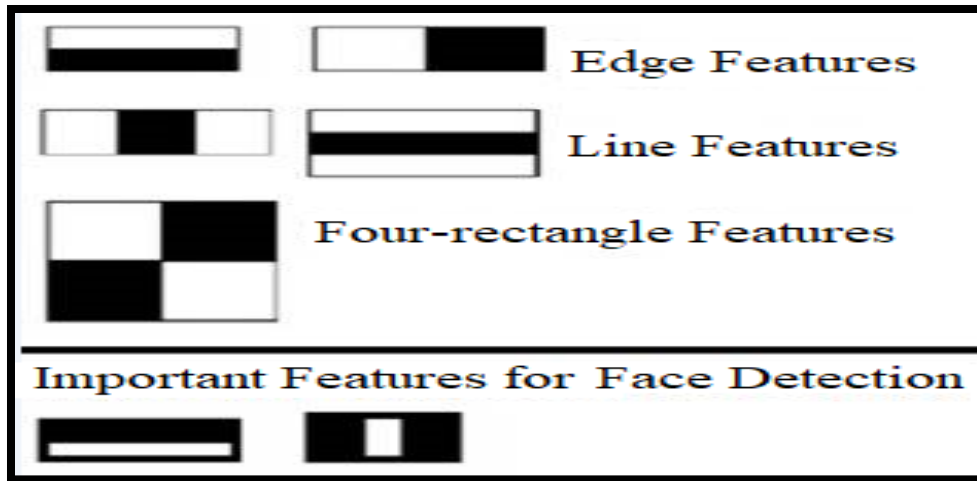 Edge Features
Line Features
Four-rectangle Features
Important Features for Face Detection